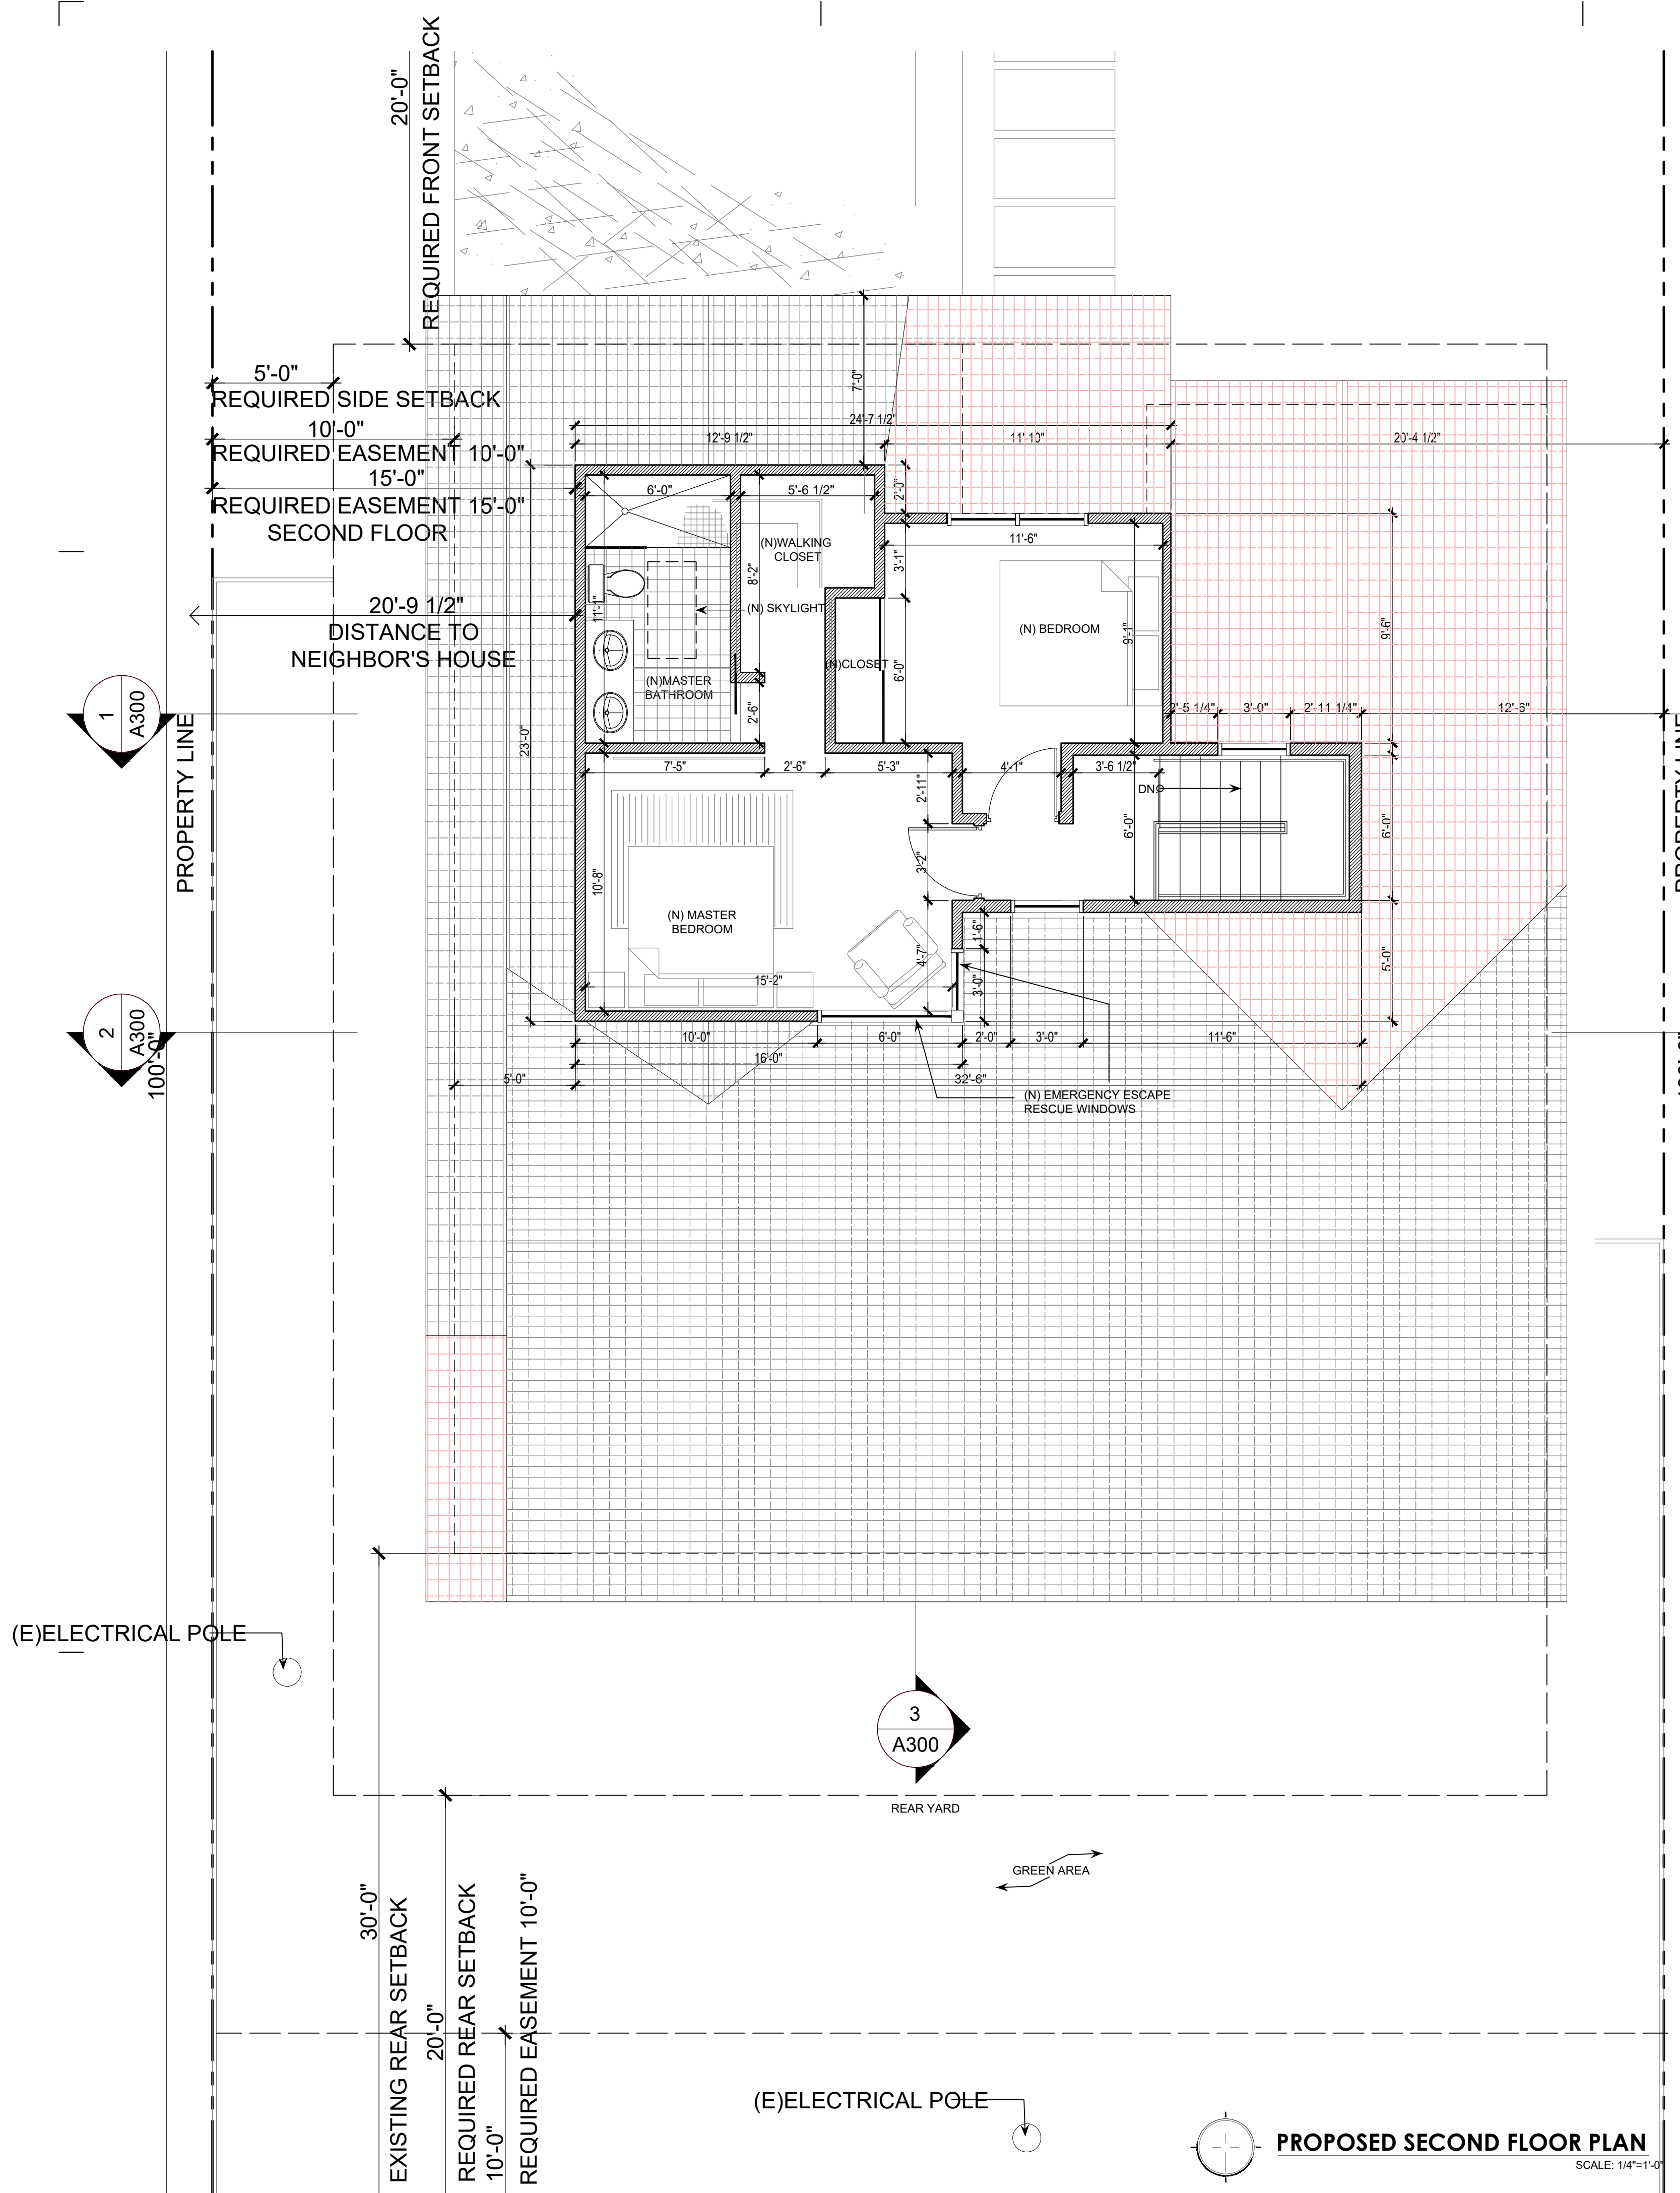 20'-0"
REQUIRED FRONT SETBACK
5'-0"
REQUIRED SIDE SETBACK
10'-0"
REQUIRED EASEMENT 10'-0"
15'-0"
REQUIRED EASEMENT 15'-0"
SECOND FLOOR
20'-9 1/2"
DISTANCE TO
NEIGHBOR'S HOUSE
7'-0"
24'-7 1/2"
12'-9 1/2"
11'-10"
20'-4 1/2"
6'-0"
5'-6 1/2"
2'-0"
11'-6"
(N)WALKING
CLOSET
3'-1"
8'-2"
11'-1"
(N) SKYLIGHT
(N) BEDROOM
9'-1"
9'-6"
(N)CLOSET
6'-0"
(N)MASTER
BATHROOM
2'-6"
23'-0"
1
A300
PROPERTY LINE
PROPERTY LINE
2'-5 1/4"
3'-0"
2'-11 1/4"
12'-6"
7'-5"
2'-6"
5'-3"
4'-1"
3'-6 1/2"
2'-11"
DN.
6'-0"
6'-0"
3'-2"
10'-8"
(N) MASTER
BEDROOM
1'-6"
4'-7"
3'-0"
5'-0"
15'-2"
2
A300
100'-0"
10'-0"
6'-0"
2'-0"
3'-0"
11'-6"
16'-0"
5'-0"
32'-6"
(N) EMERGENCY ESCAPE
RESCUE WINDOWS
(E)ELECTRICAL POLE
3
A300
REAR YARD
GREEN AREA
30'-0"
EXISTING REAR SETBACK
20'-0"
REQUIRED REAR SETBACK
10'-0"
REQUIRED EASEMENT 10'-0"
(E)ELECTRICAL POLE
PROPOSED SECOND FLOOR PLAN
SCALE: 1/4"=1'-0"